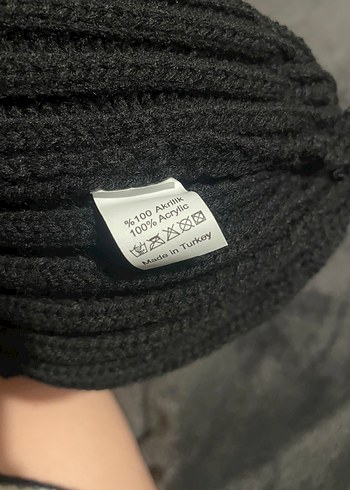 %100 Akrilik
100% Acrylic
Made in Turkey